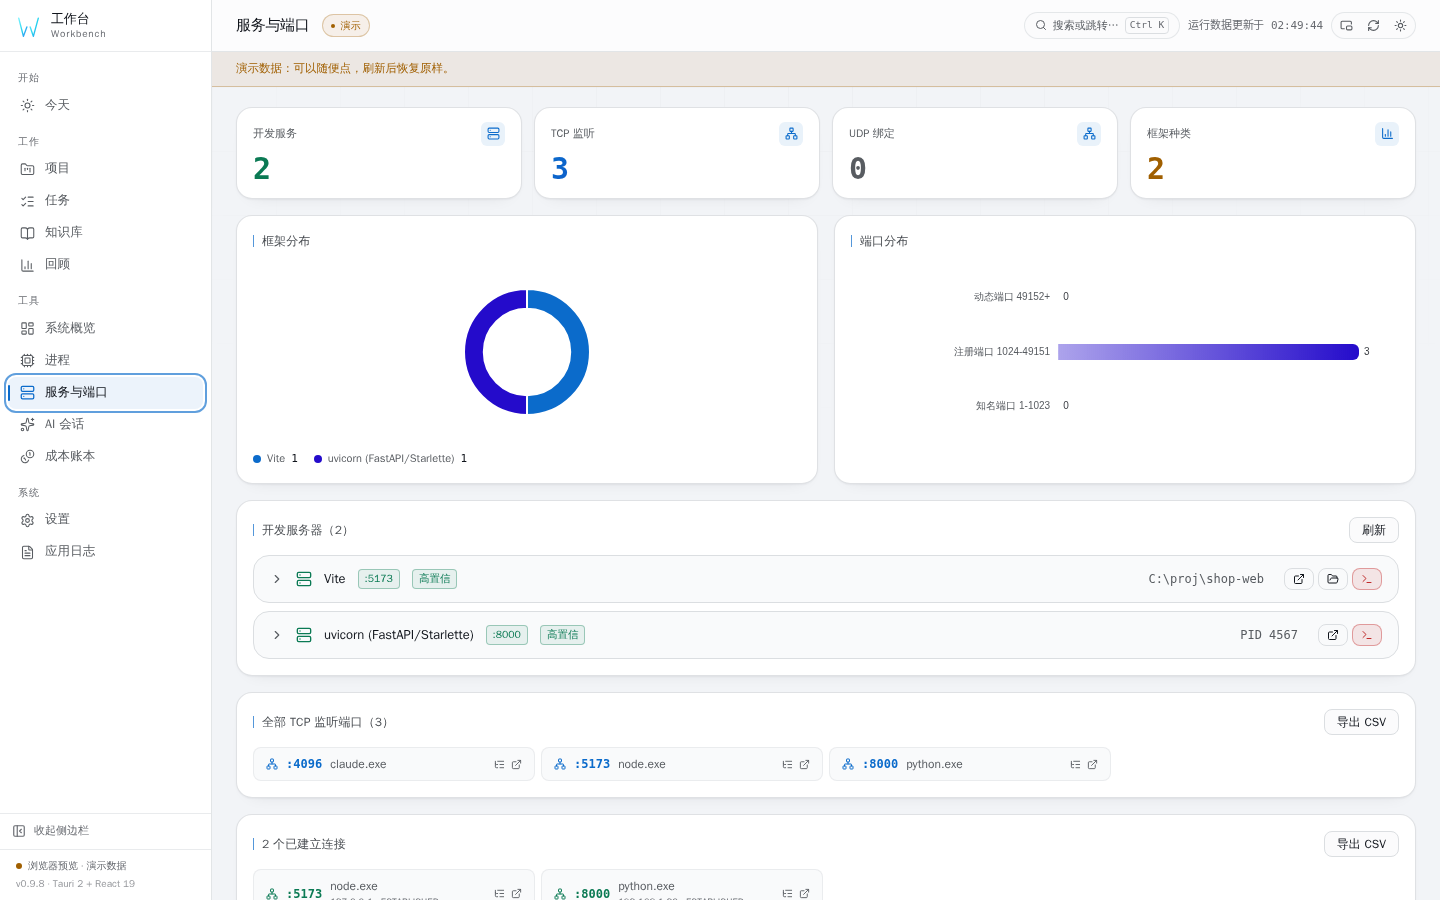 工作台
Workbench
开始
今天
工作
项目
任务
知识库
回顾
工具
系统概览
进程
服务与端口
AI 会话
成本账本
系统
设置
应用日志
收起侧边栏
浏览器预览 · 演示数据
v0.9.8 · Tauri 2 + React 19
服务与端口
演示
搜索或跳转…
Ctrl K
运行数据更新于 02:49:44
演示数据：可以随便点，刷新后恢复原样。
开发服务
2
TCP 监听
3
UDP 绑定
0
框架种类
2
框架分布
Vite 1
uvicorn (FastAPI/Starlette) 1
端口分布
动态端口 49152+ 0
注册端口 1024-49151 3
知名端口 1-1023 0
开发服务器（2）
刷新
Vite :5173 高置信 C:\proj\shop-web
uvicorn (FastAPI/Starlette) :8000 高置信 PID 4567
全部 TCP 监听端口（3）
导出 CSV
:4096 claude.exe
:5173 node.exe
:8000 python.exe
2 个已建立连接
导出 CSV
:5173 node.exe
:8000 python.exe